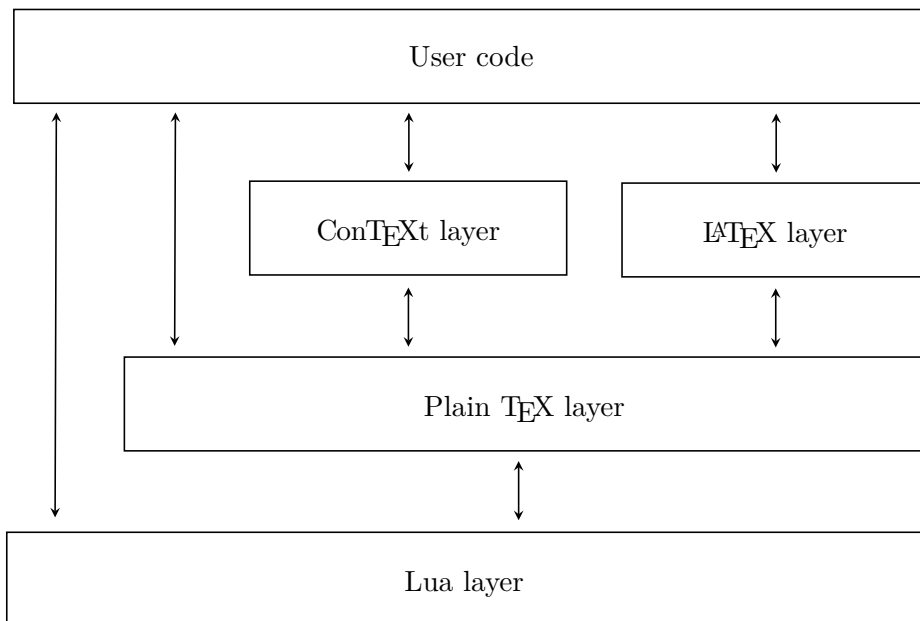 User code
ConTEXt layer
LATEX layer
Plain TEX layer
Lua layer